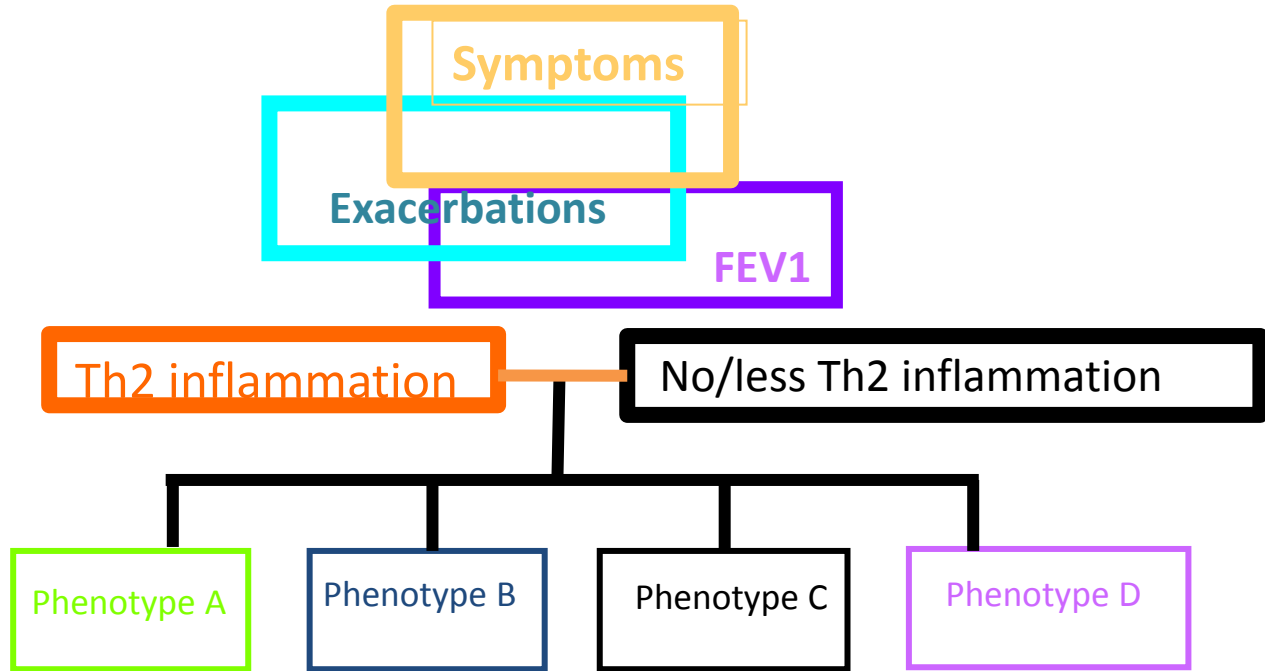 Symptoms
Exacerbations
FEV1
Th2 inflammation
No/less Th2 inflammation
Phenotype A
Phenotype B
Phenotype C
Phenotype D